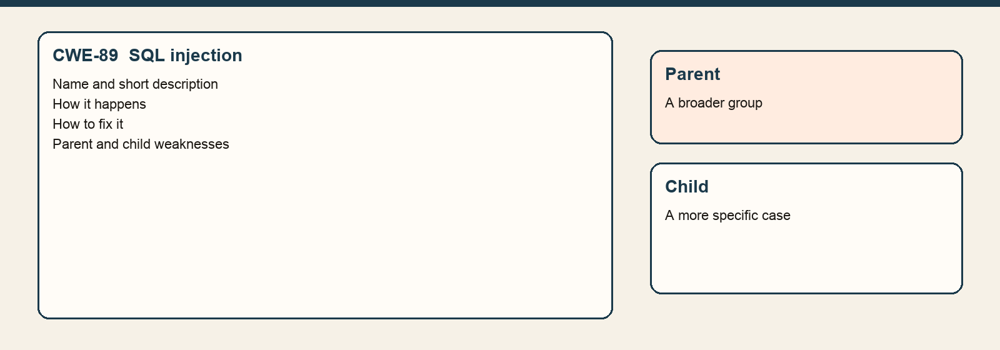 CWE-89  SQL injection
Name and short description
How it happens
How to fix it
Parent and child weaknesses
Parent
A broader group
Child
A more specific case